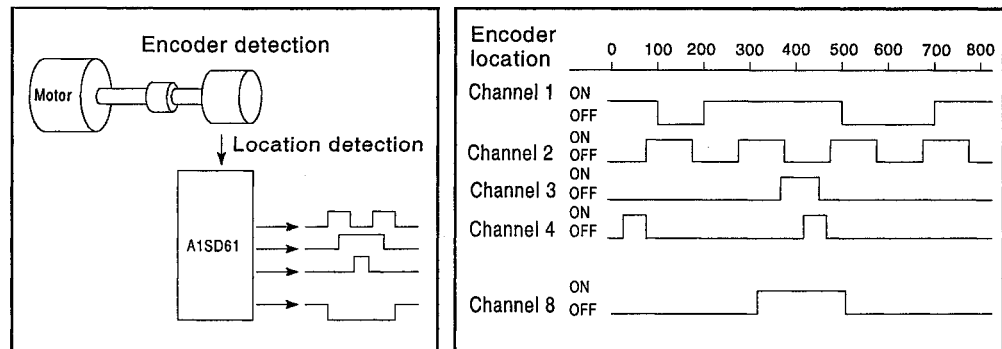 Encoder detection
Motor
Location detection
A1SD61
Encoder
location
0 100 200 300 400 500 600 700 800
Channel 1
ON
OFF
Channel 2
ON
OFF
Channel 3
ON
OFF
Channel 4
ON
OFF
Channel 8
ON
OFF